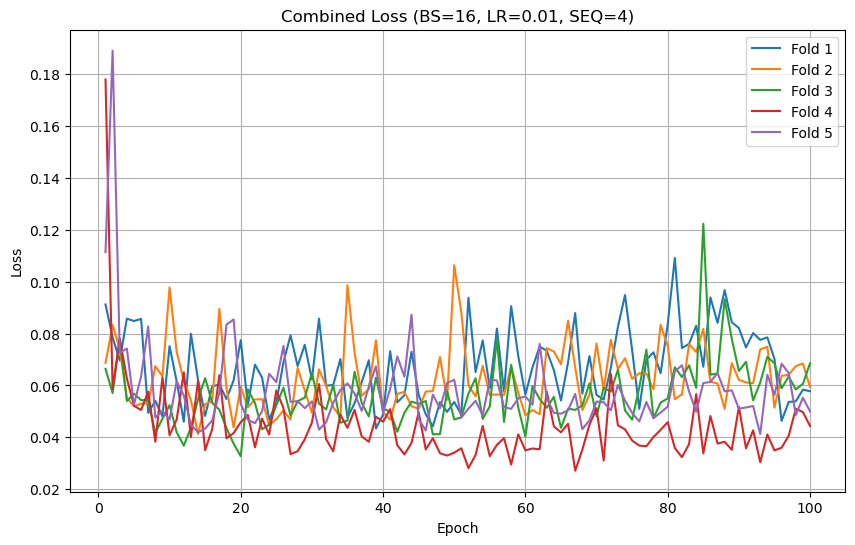 Combined Loss (BS=16, LR=0.01, SEQ=4)
Fold 1
Fold 2
Fold 3
Fold 4
Fold 5
Loss
0.18
0.16
0.14
0.12
0.10
0.08
0.06
0.04
0.02
0 20 40 60 80 100
Epoch